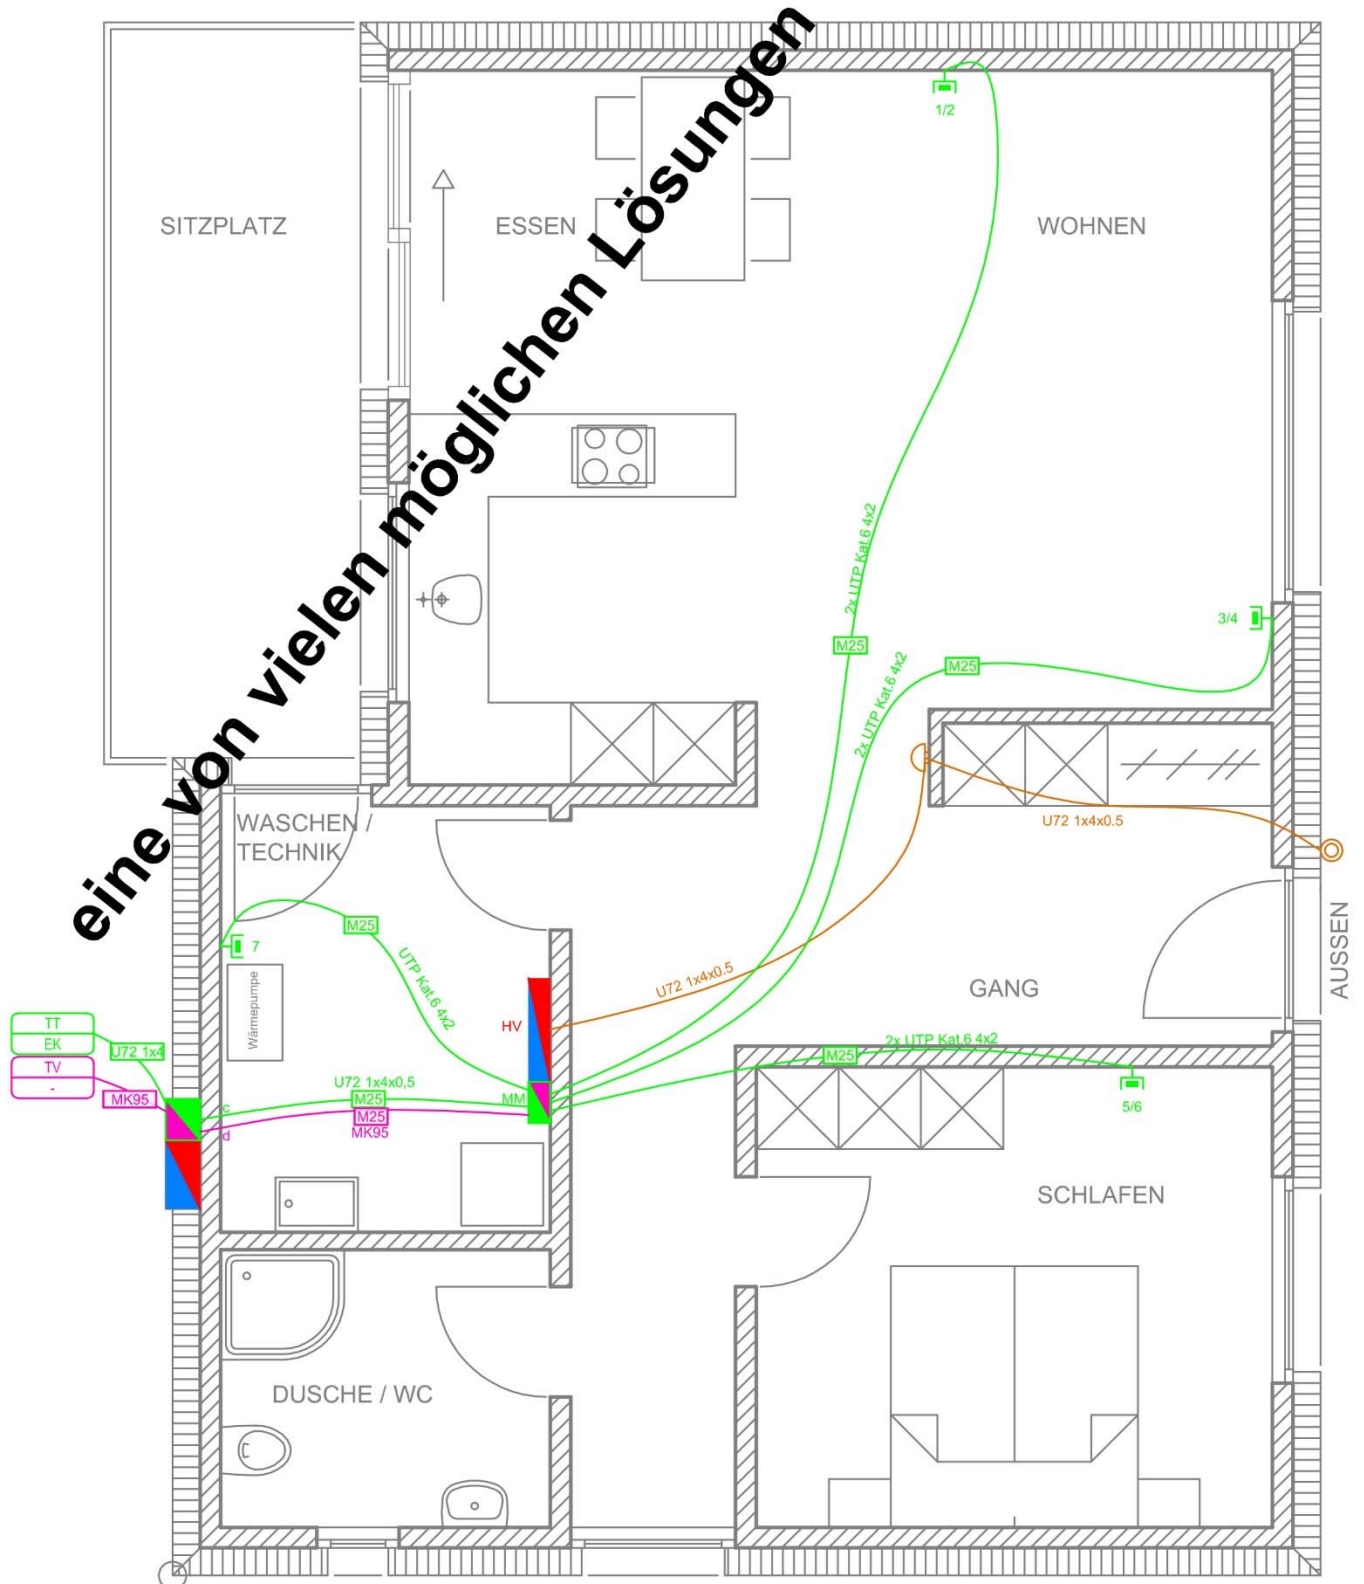 eine von vielen möglichen Lösungen
1/2
SITZPLATZ
ESSEN
WOHNEN
2x UTP Kat.6 4x2
M25
3/4
2x UTP Kat.6 4x2
M25
WASCHEN /
TECHNIK
U72 1x4x0.5
M25
7
UTP Kat.6 4x2
Wärmepumpe
U72 1x4x0.5
GANG
AUSSEN
HV
TT
EK
U72 1x4
TV
-
MK95
c
d
U72 1x4x0,5
M25
M25
MK95
MM
2x UTP Kat.6 4x2
M25
5/6
SCHLAFEN
DUSCHE / WC